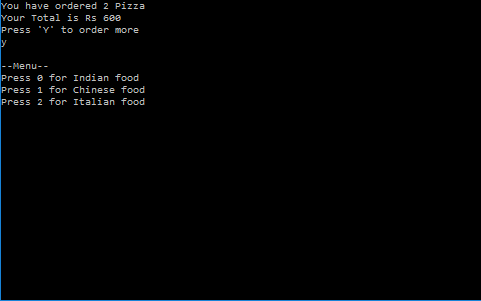 You have ordered 2 Pizza
Your Total is Rs 600
Press 'Y' to order more
y
--Menu--
Press 0 for Indian food
Press 1 for Chinese food
Press 2 for Italian food